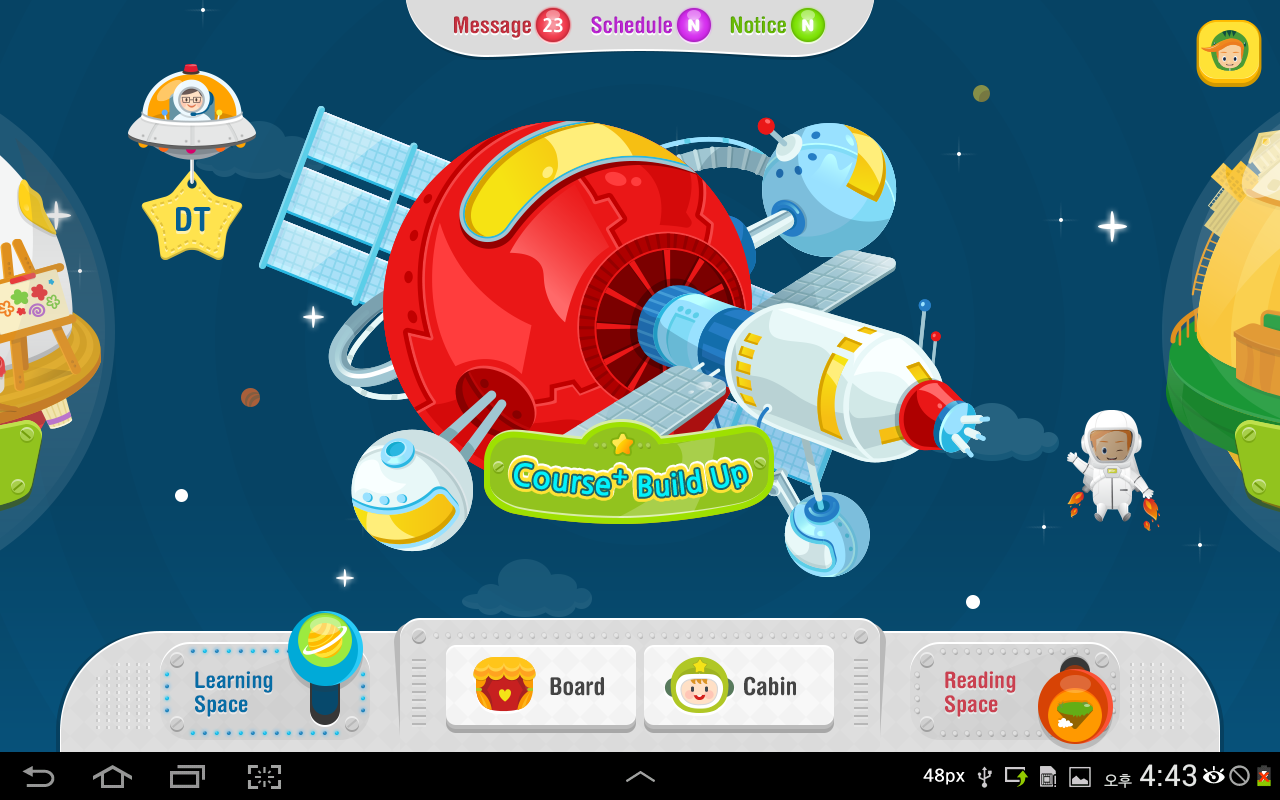 Message 23 Schedule N Notice N
DT
Course+ Build Up
Learning
Space
Board
Cabin
Reading
Space
48px 오후 4:43